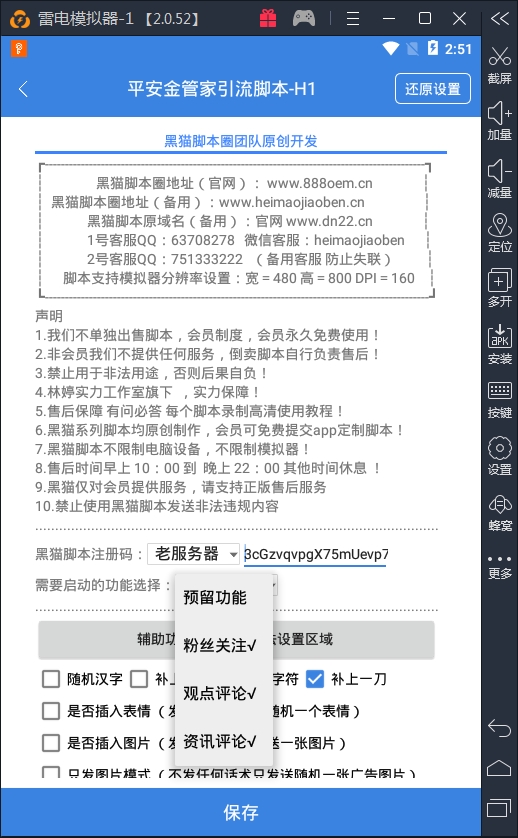 雷电模拟器-1 【2.0.52】
2:51
平安金管家引流脚本-H1
还原设置
黑猫脚本圈团队原创开发
黑猫脚本圈地址（官网）：www.888oem.cn
黑猫脚本圈地址（备用）：www.heimaojiaoben.cn
黑猫脚本原域名（备用）：官网 www.dn22.cn
1号客服QQ：63708278 微信客服：heimaojiaoben
2号客服QQ：751333222 （备用客服 防止失联）
脚本支持模拟器分辨率设置：宽 = 480 高 = 800 DPI = 160
声明
1.我们不单独出售脚本，会员制度，会员永久免费使用！
2.非会员我们不提供任何服务，倒卖脚本自行负责售后！
3.禁止用于非法用途，否则后果自负！
4.林婷实力工作室旗下 ，实力保障！
5.售后保障 有问必答 每个脚本录制高清使用教程！
6.黑猫系列脚本均原创制作，会员可免费提交app定制脚本！
7.黑猫脚本不限制电脑设备，不限制模拟器！
8.售后时间早上 10：00 到 晚上 22：00 其他时间休息 ！
9.黑猫仅对会员提供服务，请支持正版售后服务
10.禁止使用黑猫脚本发送非法违规内容
黑猫脚本注册码：
老服务器
3cGzvqvpgX75mUevp7
需要启动的功能选择：
预留功能
粉丝关注√
观点评论√
资讯评论√
辅助功
设置区域
随机汉字
补上
字符
补上一刀
是否插入表情（发
随机一个表情）
是否插入图片（发
送一张图片）
只发图片模式（不发任何话术只发送随机一张广告图片）
保存
截屏
加量
减量
定位
多开
APK
安装
按键
设置
蜂窝
更多